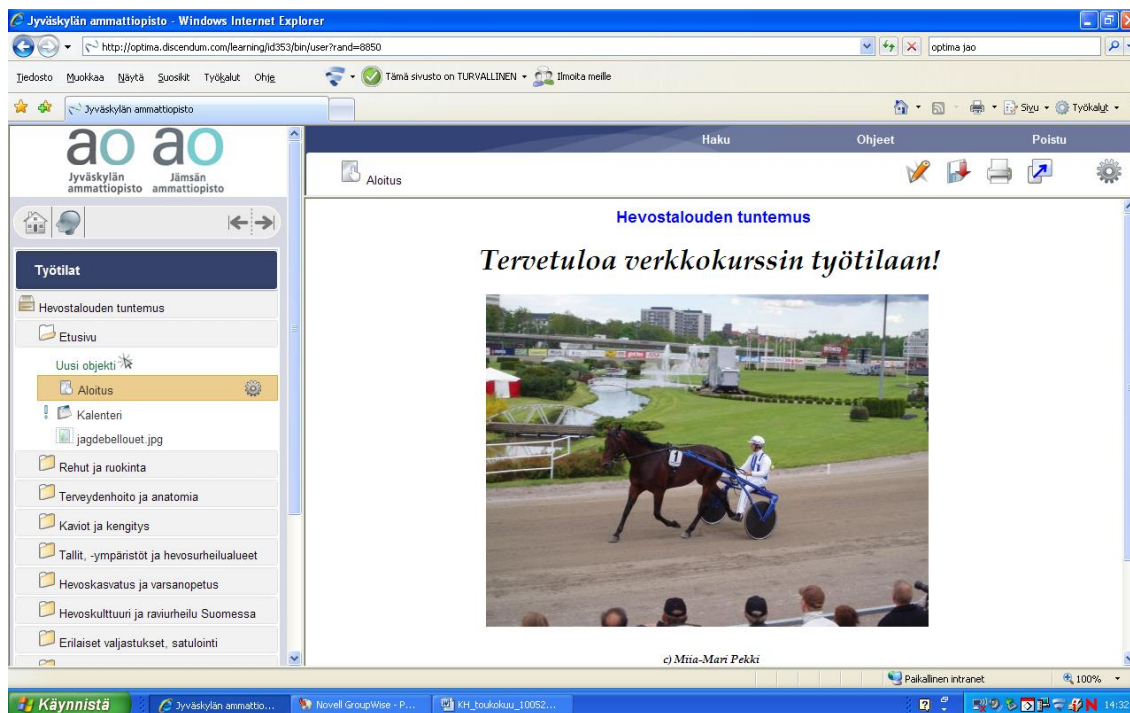 Jyväskylän ammattiopisto - Windows Internet Explorer
http://optima.discendum.com/learning/id353/bin/user?rand=8850
optima jao
Tiedosto Muokkaa Näytä Suosikit Työkalut Ohje
Tämä sivusto on TURVALLINEN
Ilmoita meille
Jyväskylän ammattiopisto
Sivu
Työkalut
ao ao
Jyväskylän ammattiopisto
Jämsän ammattiopisto
Haku Ohjeet Poistu
Aloitus
Työtilat
Hevostalouden tuntemus
Etusivu
Uusi objekti
Aloitus
Kalenteri
jagdebellouet.jpg
Rehut ja ruokinta
Terveydenhoito ja anatomia
Kaviot ja kengitys
Tallit, -ympäristöt ja hevosurheilualueet
Hevoskasvatus ja varsanopetus
Hevoskulttuuri ja raviurheilu Suomessa
Erilaiset valjastukset, satulointi
Hevostalouden tuntemus
Tervetuloa verkkokurssin työtilaan!
1
c) Miia-Mari Pekki
Paikallinen intranet
100%
Käynnistä
Jyväskylän ammattio...
Novell GroupWise - P...
KH_toukokuu_10052...
14:32